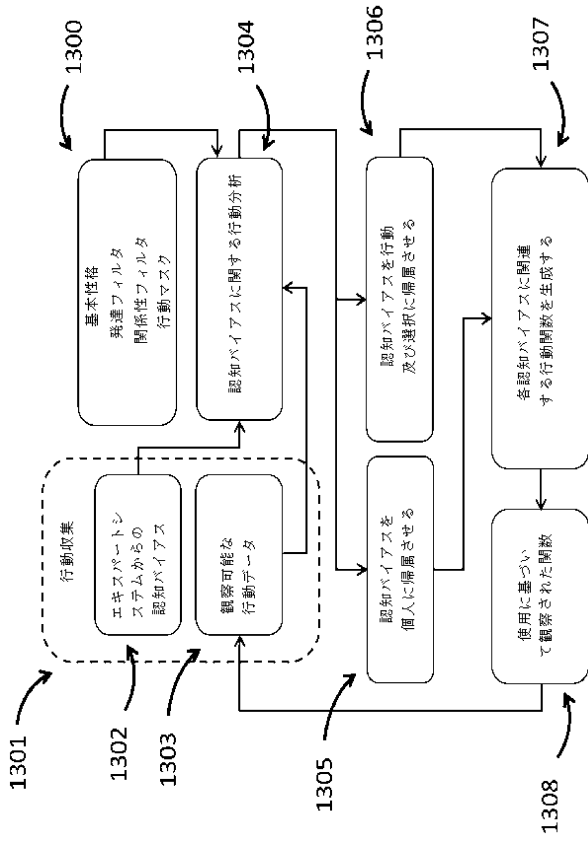 1300
基本性格
発達フィルタ
関係性フィルタ
行動マスク
1301
行動収集
1302
エキスパートシ
ステムからの
認知バイアス
1303
観察可能な
行動データ
1304
認知バイアスに関する行動分析
1305
認知バイアスを
個人に帰属させる
1306
認知バイアスを行動
及び選択に帰属させる
1307
各認知バイアスに関連
する行動関数を生成する
1308
使用に基づい
て観察された関数